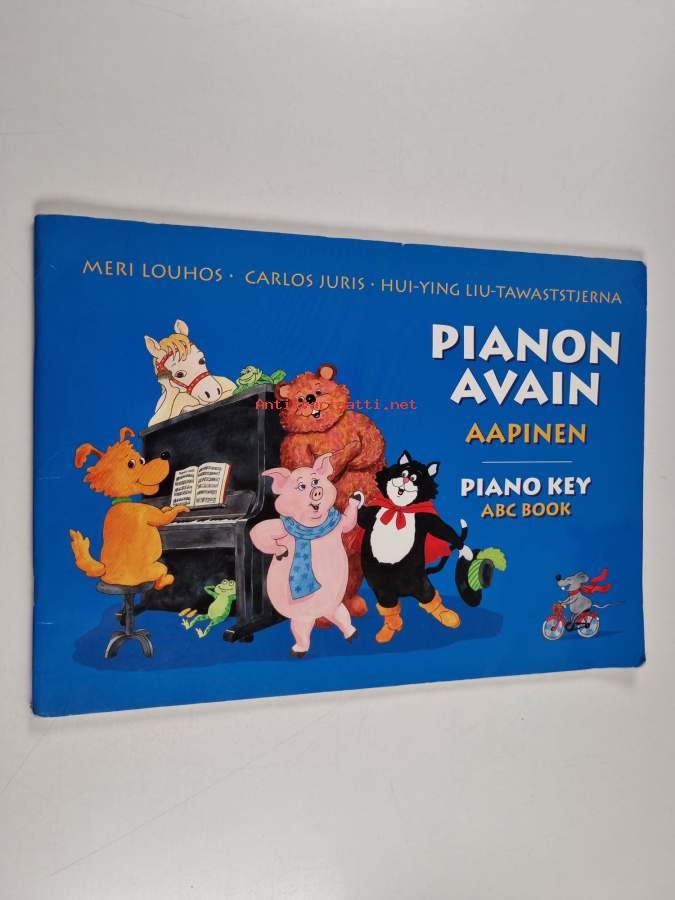 MERI LOUHOS · CARLOS JURIS · HUI-YING LIU-TAWASTSTJERNA
PIANON
AVAIN
AAPINEN
PIANO KEY
ABC BOOK